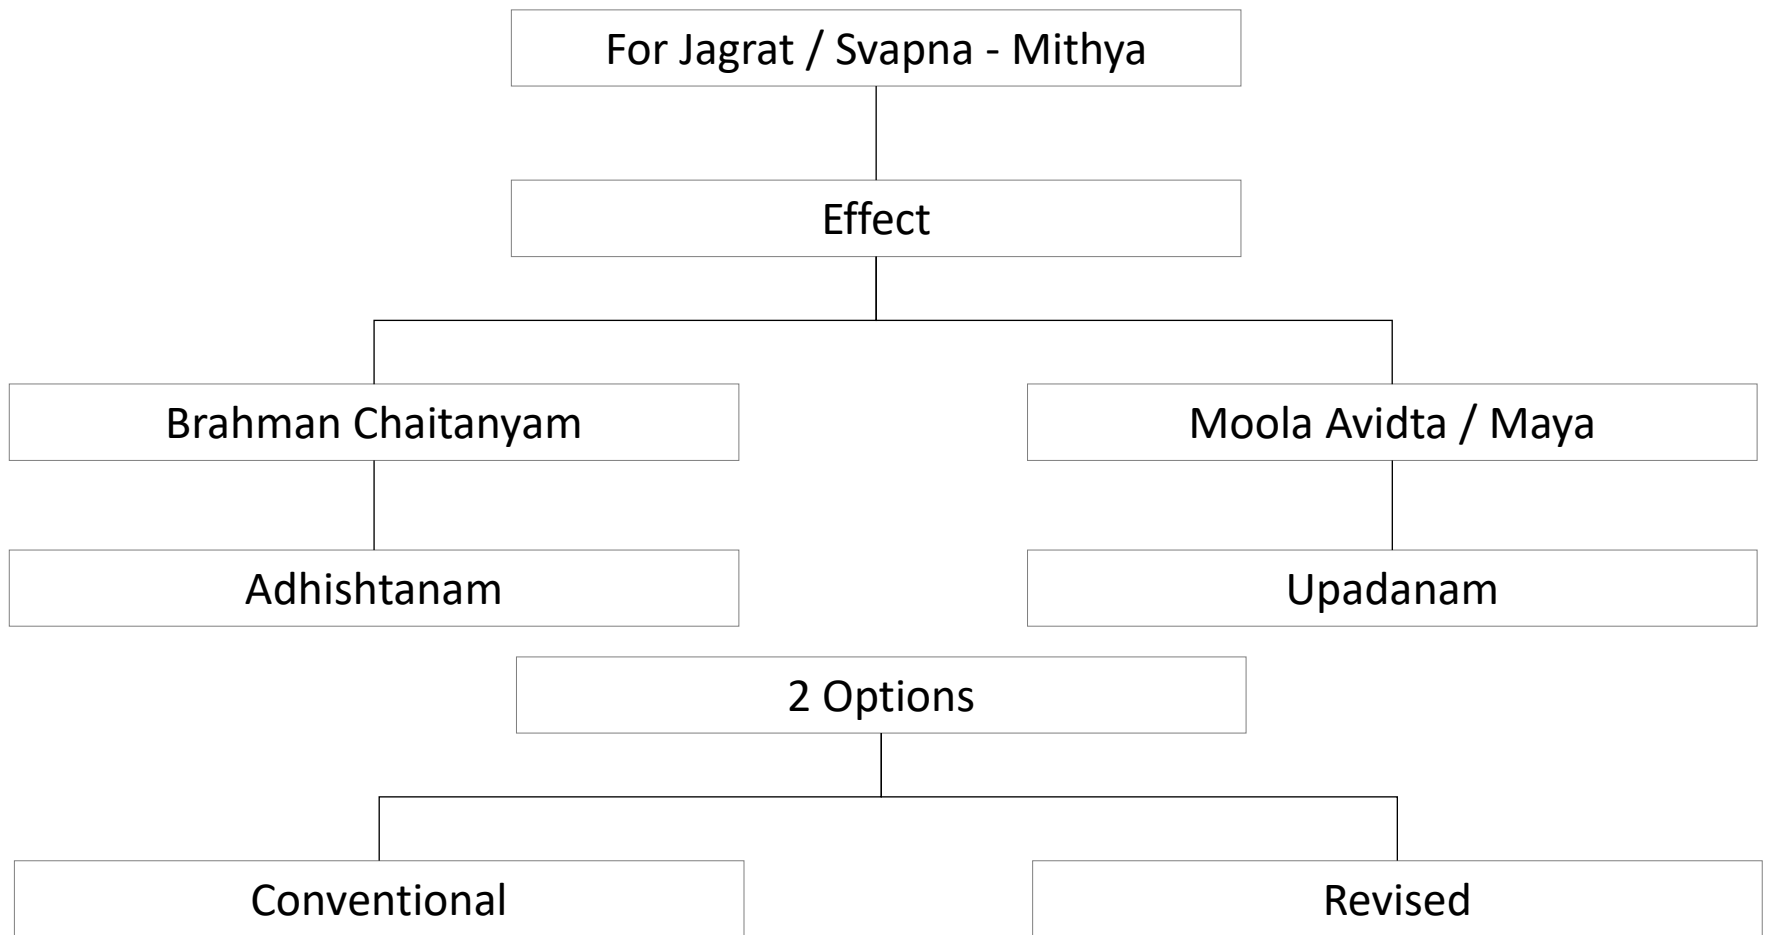 For Jagrat / Svapna - Mithya
Effect
Brahman Chaitanyam
Moola Avidta / Maya
Adhishtanam
Upadanam
2 Options
Conventional
Revised